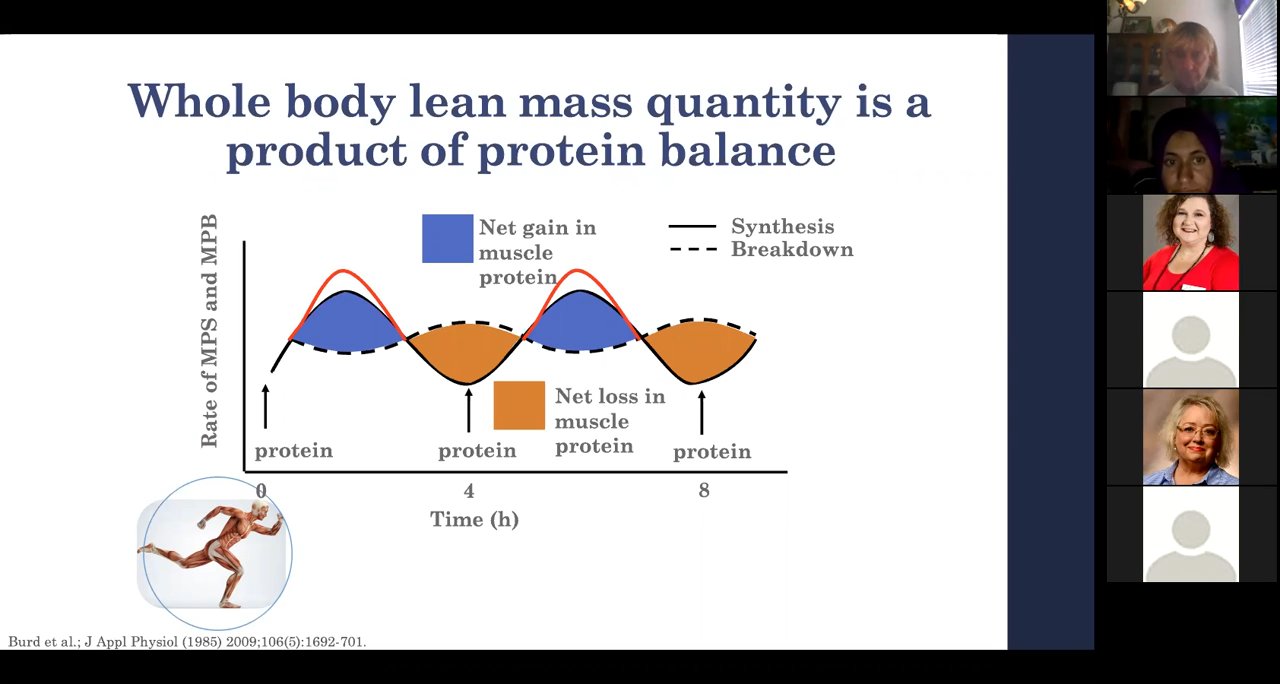 Whole body lean mass quantity is a
product of protein balance
Rate of MPS and MPB
Net gain in
muscle
protein
Synthesis
Breakdown
Net loss in
muscle
protein
protein
protein
protein
0
4
8
Time (h)
Burd et al.; J Appl Physiol (1985) 2009;106(5):1692-701.